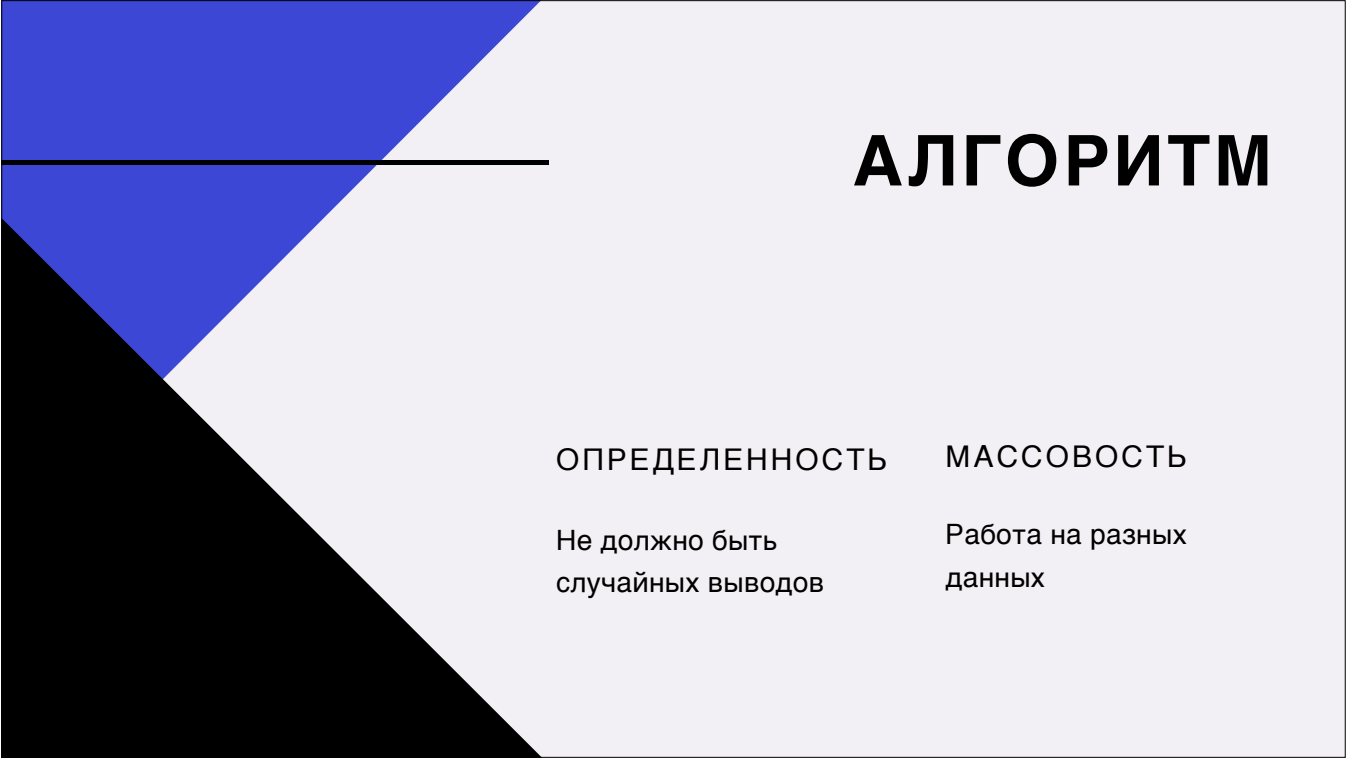 АЛГОРИТМ
ОПРЕДЕЛЕННОСТЬ
Не должно быть
случайных выводов
МАССОВОСТЬ
Работа на разных
данных